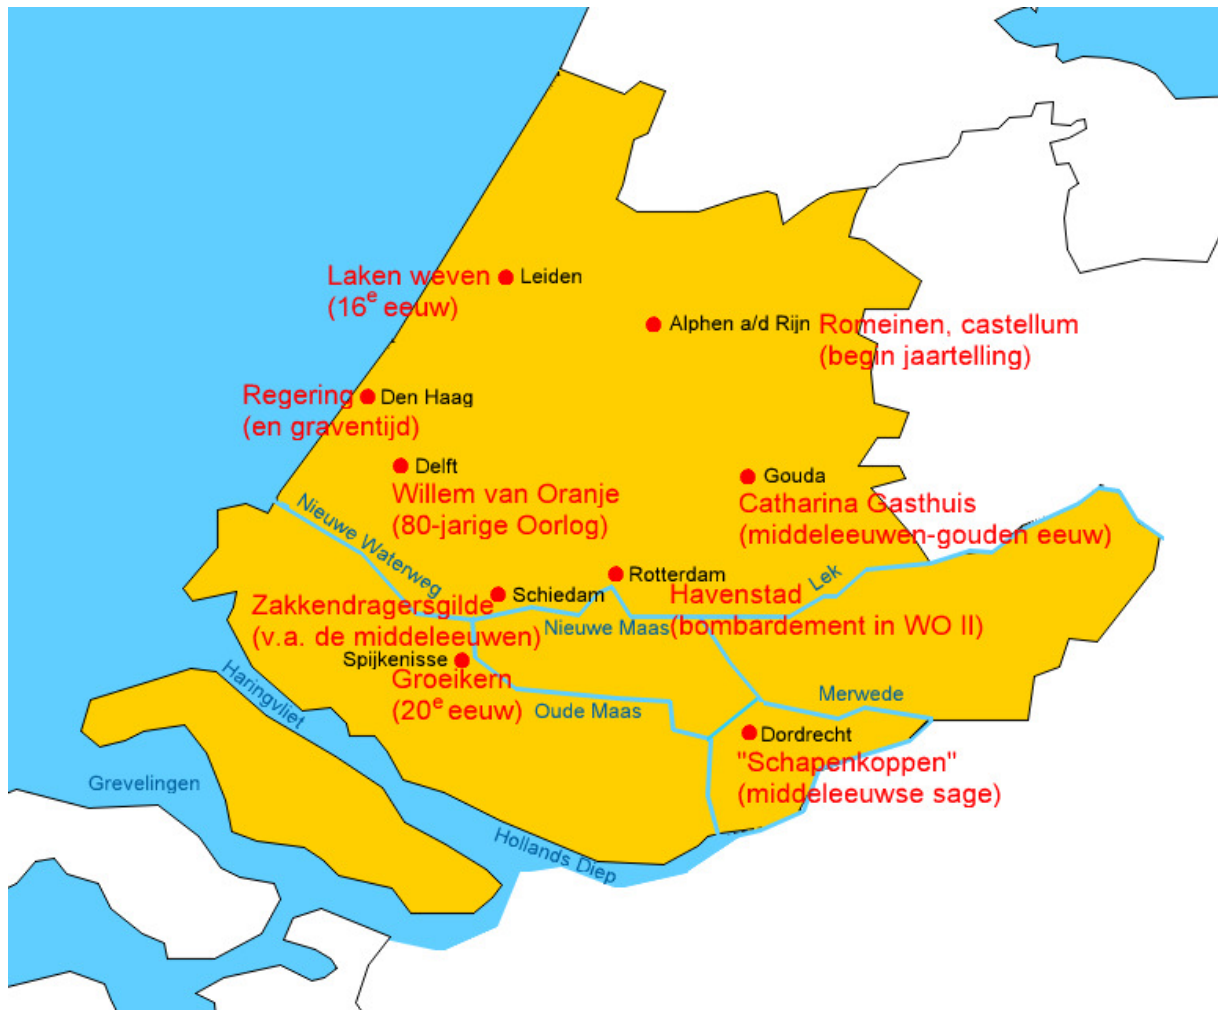 Laken weven
(16e eeuw)
Leiden
Alphen a/d Rijn
Romeinen, castellum
(begin jaartelling)
Regering
(en graventijd)
Den Haag
Delft
Willem van Oranje
(80-jarige Oorlog)
Gouda
Catharina Gasthuis
(middeleeuwen-gouden eeuw)
Nieuwe Waterweg
Rotterdam
Havenstad
(bombardement in WO II)
Lek
Schiedam
Zakkendragersgilde
(v.a. de middeleeuwen)
Nieuwe Maas
Spijkenisse
Groeikern
(20e eeuw)
Oude Maas
Merwede
Haringvliet
Dordrecht
"Schapenkoppen"
(middeleeuwse sage)
Grevelingen
Hollands Diep